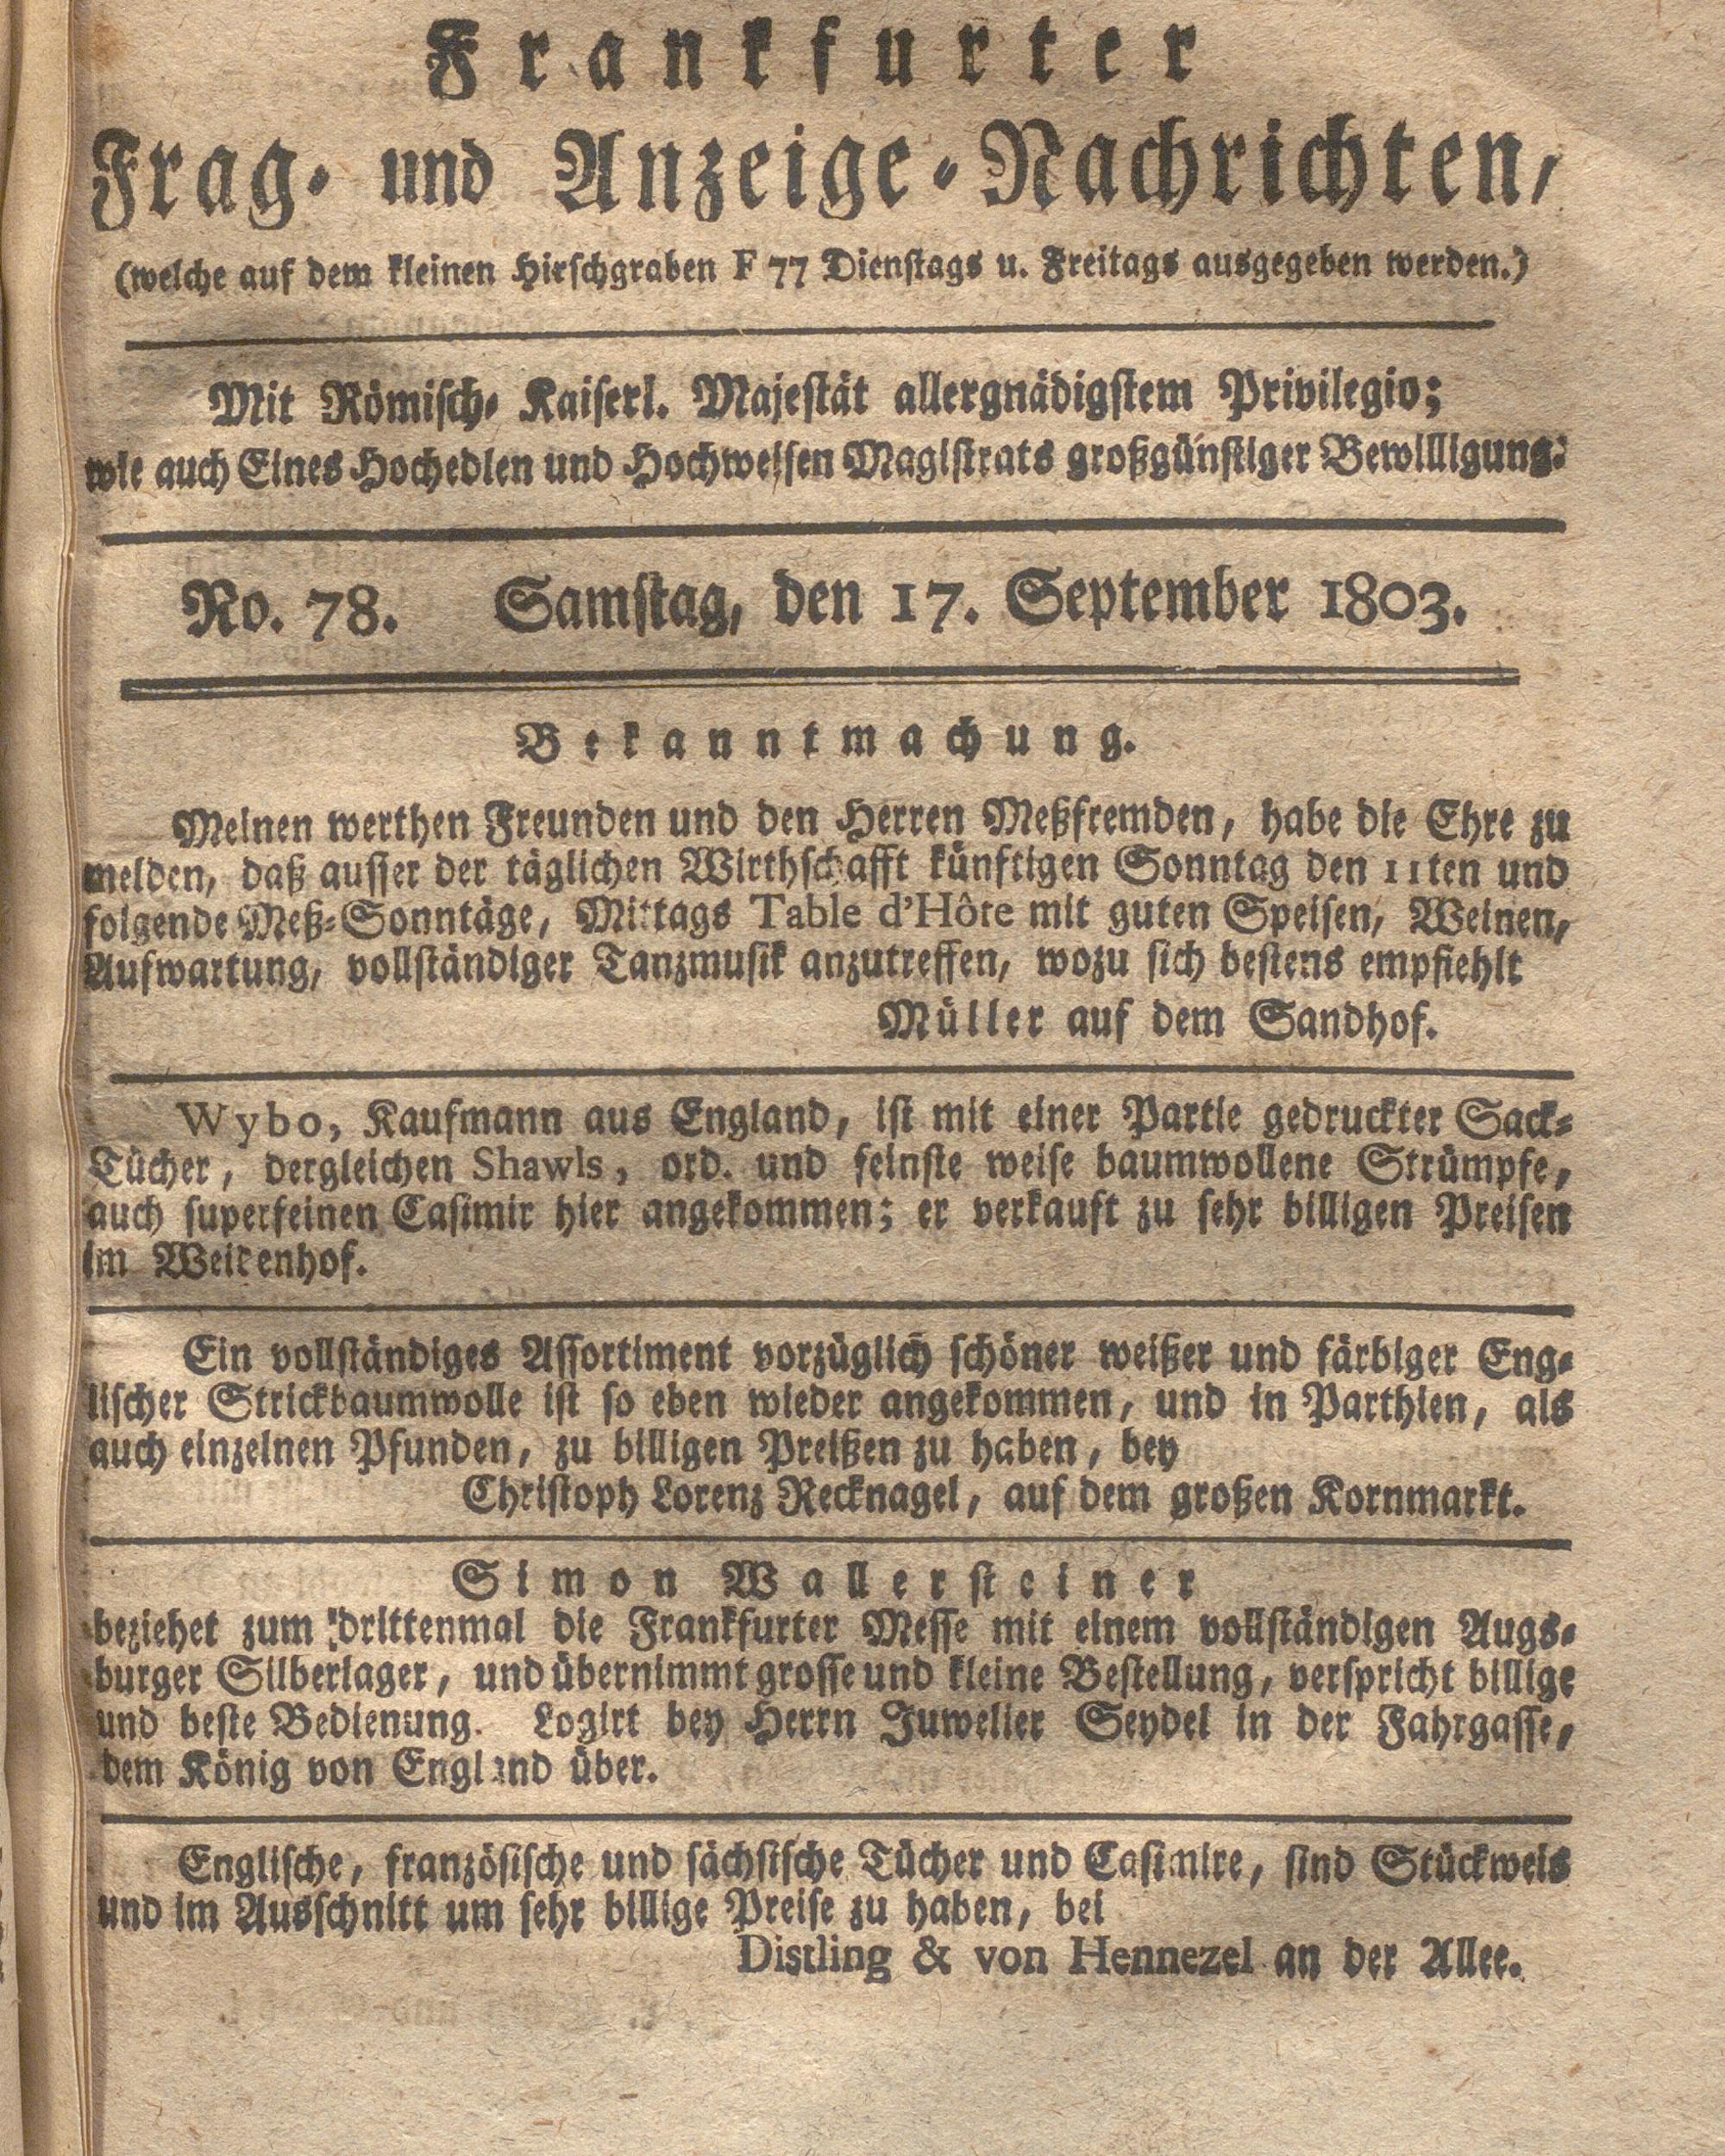 Frankfurter
Frag- und Anzeige-Nachrichten,
(welche auf dem kleinen Hirschgraben F 77 Dienstags u. Freitags ausgegeben werden.)
Mit Römisch- Kaiserl. Majestät allergnädigstem Privilegio;
wie auch Eines Hochedlen und Hochweisen Magistrats großgünstiger Bewilligung.
No. 78. Samstag, den 17. September 1803.
Bekanntmachung.
Meinen werthen Freunden und den Herren Meßfremden, habe die Ehre zu
melden, daß ausser der täglichen Wirthschafft künftigen Sonntag den 11ten und
folgende Meß-Sonntäge, Mittags Table d'Hôte mit guten Speisen, Weinen,
Aufwartung, vollständiger Tanzmusik anzutreffen, wozu sich bestens empfiehlt
Müller auf dem Sandhof.
Wybo, Kaufmann aus England, ist mit einer Partie gedruckter Sack-
Tücher, dergleichen Shawls, ord. und feinste weise baumwollene Strümpfe,
auch superfeinen Casimir hier angekommen; er verkauft zu sehr billigen Preisen
im Weidenhof.
Ein vollständiges Assortiment vorzüglich schöner weißer und färbiger Eng-
lischer Strickbaumwolle ist so eben wieder angekommen, und in Parthien, als
auch einzelnen Pfunden, zu billigen Preißen zu haben, bey
Christoph Lorenz Recknagel, auf dem großen Kornmarkt.
Simon Wallersteiner
beziehet zum drittenmal die Frankfurter Messe mit einem vollständigen Augs-
burger Silberlager, und übernimmt grosse und kleine Bestellung, verspricht billige
und beste Bedienung. Logirt bey Herrn Juwelier Seydel in der Fahrgasse,
dem König von England über.
Englische, französische und sächsische Tücher und Casimire, sind Stückweis
und im Ausschnitt um sehr billige Preise zu haben, bei
Distling & von Hennezel an der Allee.